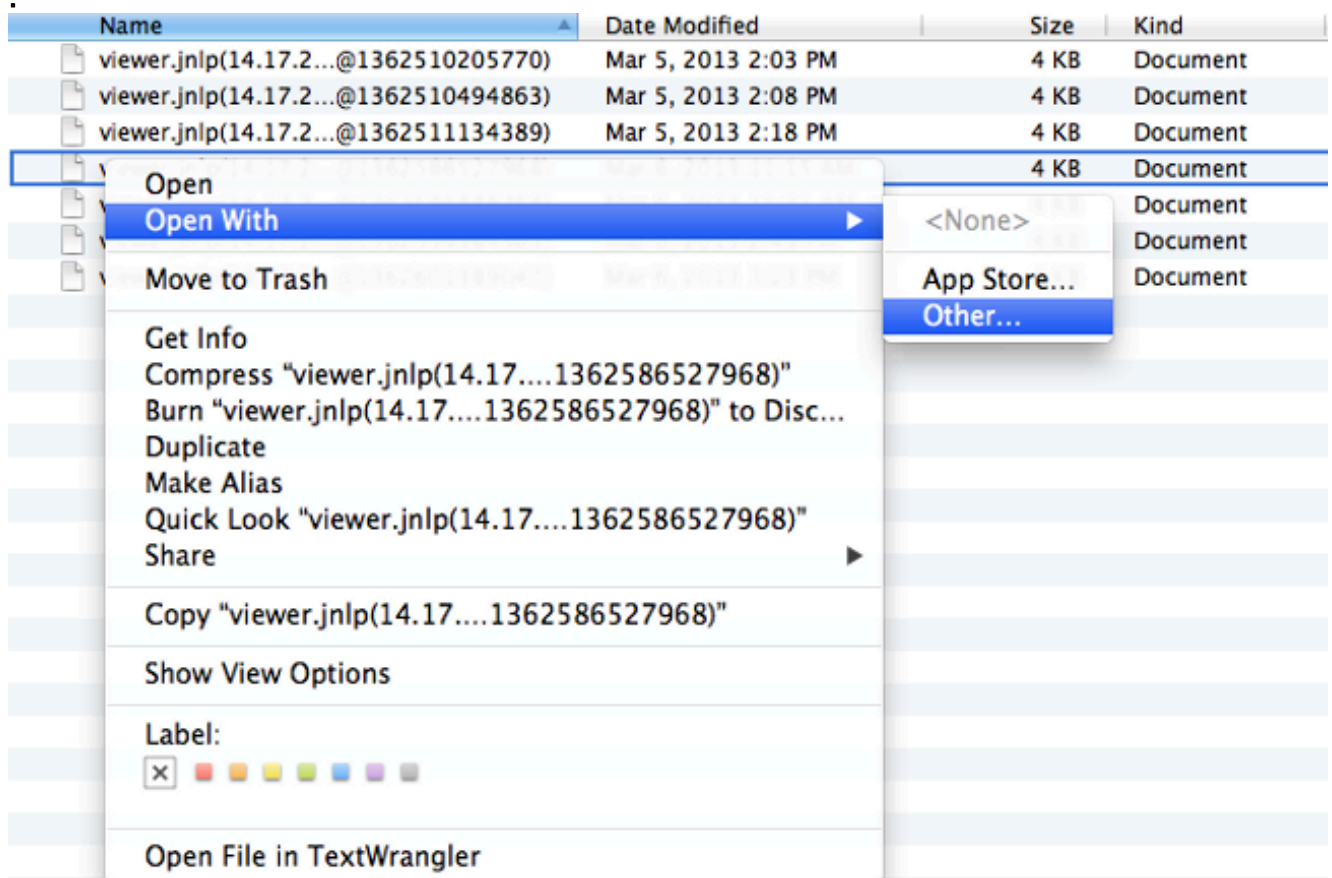 Name Date Modified Size Kind
viewer.jnlp(14.17.2...@1362510205770) Mar 5, 2013 2:03 PM 4 KB Document
viewer.jnlp(14.17.2...@1362510494863) Mar 5, 2013 2:08 PM 4 KB Document
viewer.jnlp(14.17.2...@1362511134389) Mar 5, 2013 2:18 PM 4 KB Document
4 KB Document
Document
Document
Document
Open
Open With
Move to Trash
Get Info
Compress “viewer.jnlp(14.17....1362586527968)”
Burn “viewer.jnlp(14.17....1362586527968)” to Disc...
Duplicate
Make Alias
Quick Look “viewer.jnlp(14.17....1362586527968)”
Share
Copy “viewer.jnlp(14.17....1362586527968)”
Show View Options
Label:
Open File in TextWrangler
<None>
App Store...
Other...